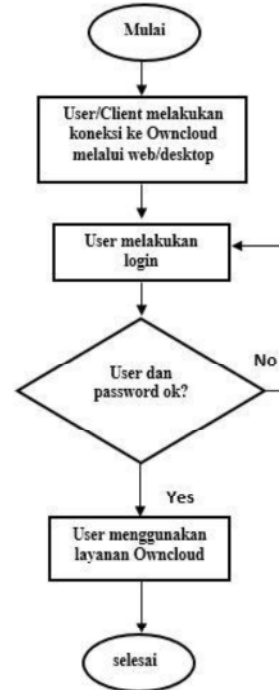 Mulai
User/Client melakukan
koneksi ke Owncloud
melalui web/desktop
User melakukan
login
User dan
password ok?
No
Yes
User menggunakan
layanan Owncloud
selesai